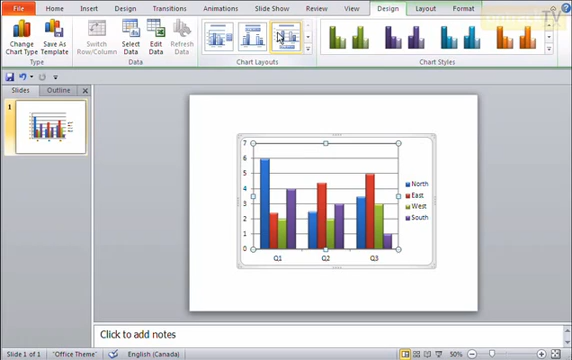 File Home Insert Design Transitions Animations Slide Show Review View Design Layout Format
Change Chart Type
Save As Template
Switch Row/Column
Select Data
Edit Data
Refresh Data
Type Data Chart Layouts Chart Styles
Slides Outline
1
7
6
5
4
3
2
1
0
Q1 Q2 Q3
North
East
West
South
Click to add notes
Slide 1 of 1 "Office Theme" English (Canada) 50%